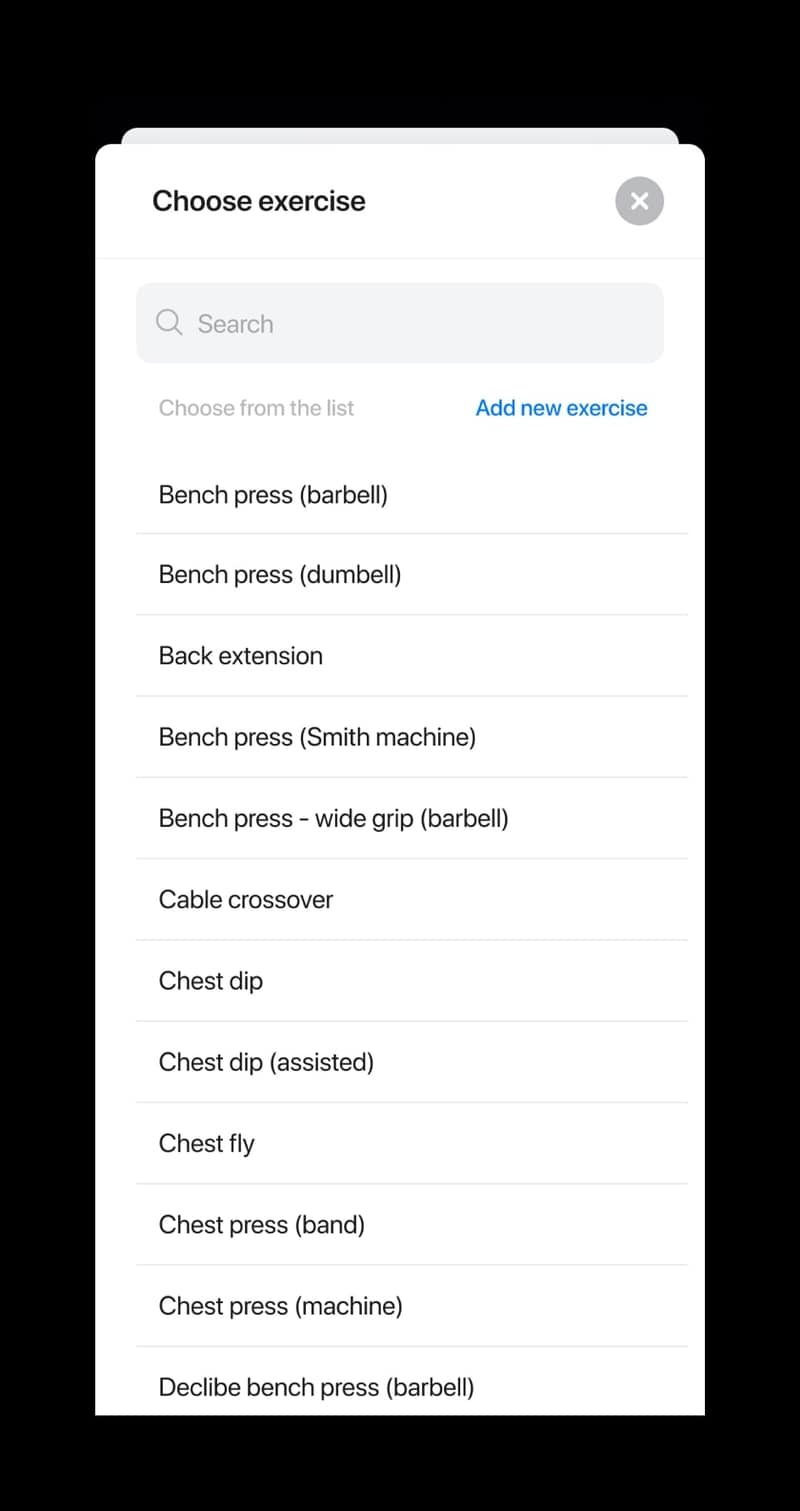 Choose exercise
Search
Choose from the list
Add new exercise
Bench press (barbell)
Bench press (dumbell)
Back extension
Bench press (Smith machine)
Bench press - wide grip (barbell)
Cable crossover
Chest dip
Chest dip (assisted)
Chest fly
Chest press (band)
Chest press (machine)
Declibe bench press (barbell)